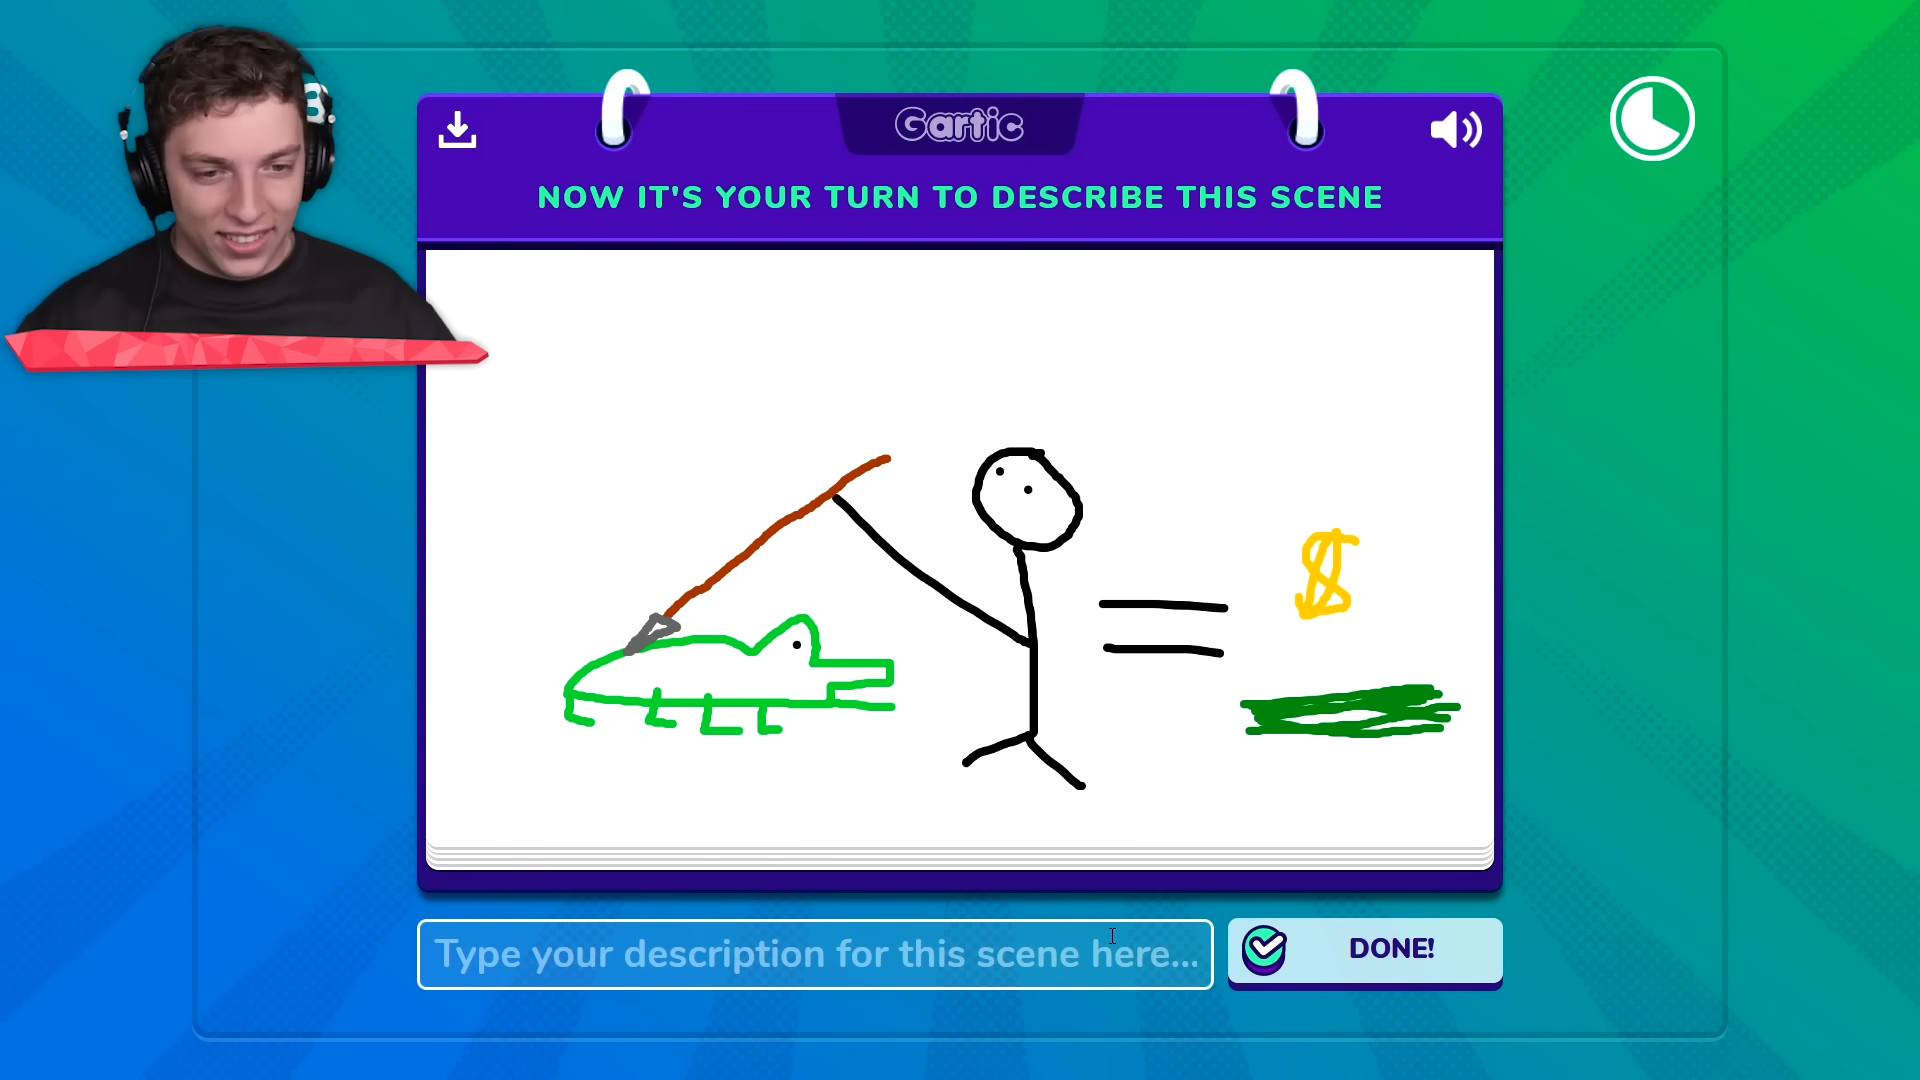 Gartic
NOW IT'S YOUR TURN TO DESCRIBE THIS SCENE
$
Type your description for this scene here...
DONE!